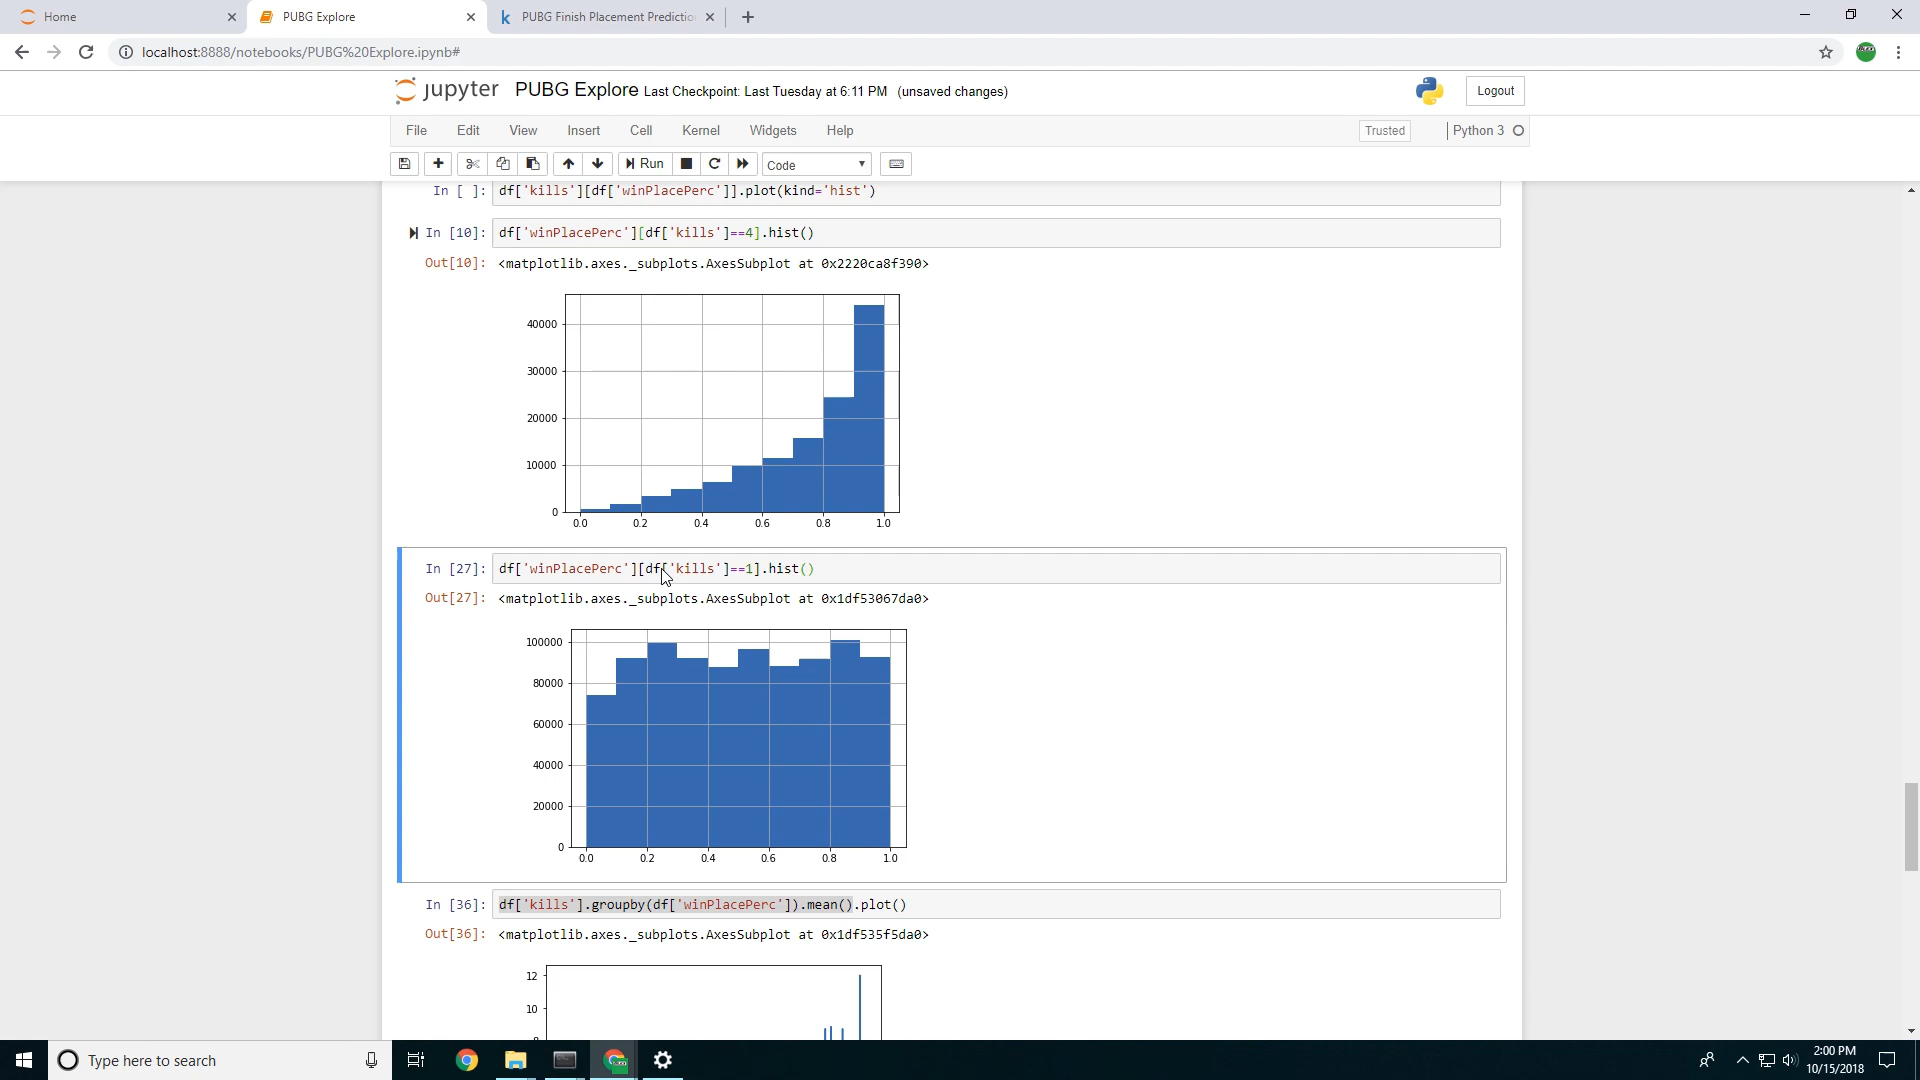 Home
PUBG Explore
PUBG Finish Placement Predictio
localhost:8888/notebooks/PUBG%20Explore.ipynb#
jupyter PUBG Explore Last Checkpoint: Last Tuesday at 6:11 PM (unsaved changes)
Logout
File Edit View Insert Cell Kernel Widgets Help
Trusted
Python 3
Run
Code
In [ ]: df['kills'][df['winPlacePerc']].plot(kind='hist')
In [10]: df['winPlacePerc'][df['kills']==4].hist()
Out[10]: <matplotlib.axes._subplots.AxesSubplot at 0x2220ca8f390>
40000
30000
20000
10000
0
0.0 0.2 0.4 0.6 0.8 1.0
In [27]: df['winPlacePerc'][df['kills']==1].hist()
Out[27]: <matplotlib.axes._subplots.AxesSubplot at 0x1df53067da0>
100000
80000
60000
40000
20000
0
0.0 0.2 0.4 0.6 0.8 1.0
In [36]: df['kills'].groupby(df['winPlacePerc']).mean().plot()
Out[36]: <matplotlib.axes._subplots.AxesSubplot at 0x1df535f5da0>
12
10
Type here to search
2:00 PM
10/15/2018